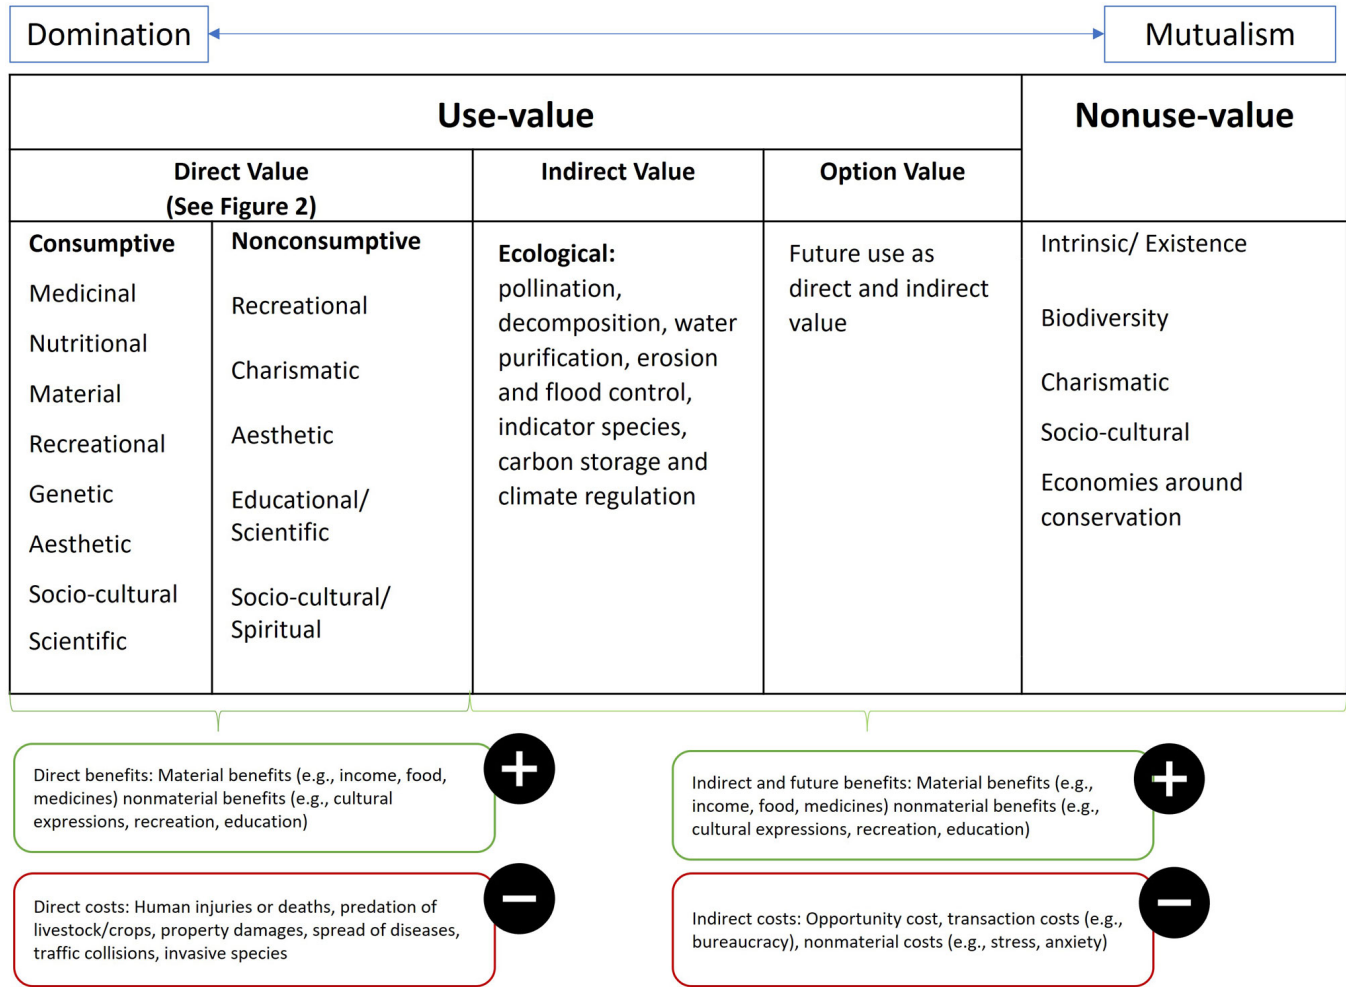 Domination
Mutualism
Use-value
Nonuse-value
Direct Value
(See Figure 2)
Indirect Value
Option Value
Consumptive
Medicinal
Nutritional
Material
Recreational
Genetic
Aesthetic
Socio-cultural
Scientific
Nonconsumptive
Recreational
Charismatic
Aesthetic
Educational/
Scientific
Socio-cultural/
Spiritual
Ecological:
pollination,
decomposition, water
purification, erosion
and flood control,
indicator species,
carbon storage and
climate regulation
Future use as
direct and indirect
value
Intrinsic/ Existence
Biodiversity
Charismatic
Socio-cultural
Economies around
conservation
Direct benefits: Material benefits (e.g., income, food,
medicines) nonmaterial benefits (e.g., cultural
expressions, recreation, education)
+
Direct costs: Human injuries or deaths, predation of
livestock/crops, property damages, spread of diseases,
traffic collisions, invasive species
−
Indirect and future benefits: Material benefits (e.g.,
income, food, medicines) nonmaterial benefits (e.g.,
cultural expressions, recreation, education)
+
Indirect costs: Opportunity cost, transaction costs (e.g.,
bureaucracy), nonmaterial costs (e.g., stress, anxiety)
−